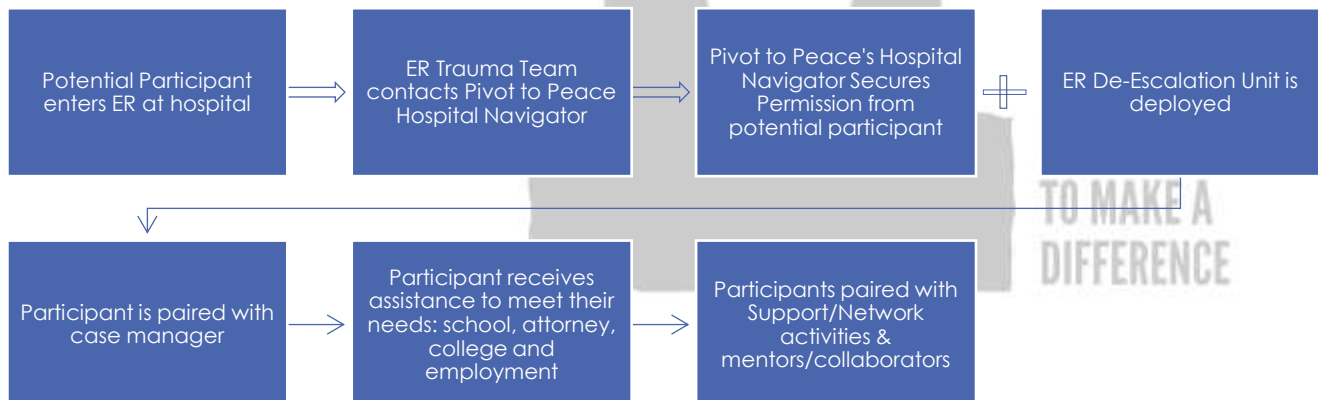 Potential Participant
enters ER at hospital
ER Trauma Team
contacts Pivot to Peace
Hospital Navigator
Pivot to Peace's Hospital
Navigator Secures
Permission from
potential participant
ER De-Escalation Unit is
deployed
TO MAKE A
DIFFERENCE
Participant is paired with
case manager
Participant receives
assistance to meet their
needs: school, attorney,
college and
employment
Participants paired with
Support/Network
activities &
mentors/collaborators